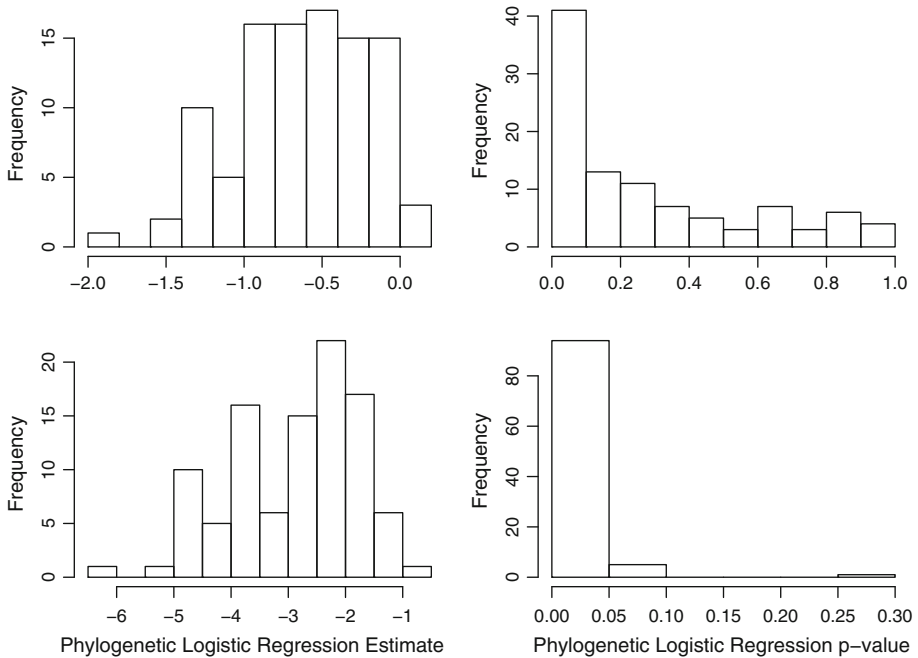 Frequency
0 5 10 15
−2.0 −1.5 −1.0 −0.5 0.0
Frequency
0 10 20 30 40
0.0 0.2 0.4 0.6 0.8 1.0
Frequency
0 5 10 15 20
−6 −5 −4 −3 −2 −1
Phylogenetic Logistic Regression Estimate
Frequency
0 20 40 60 80
0.00 0.05 0.10 0.15 0.20 0.25 0.30
Phylogenetic Logistic Regression p−value